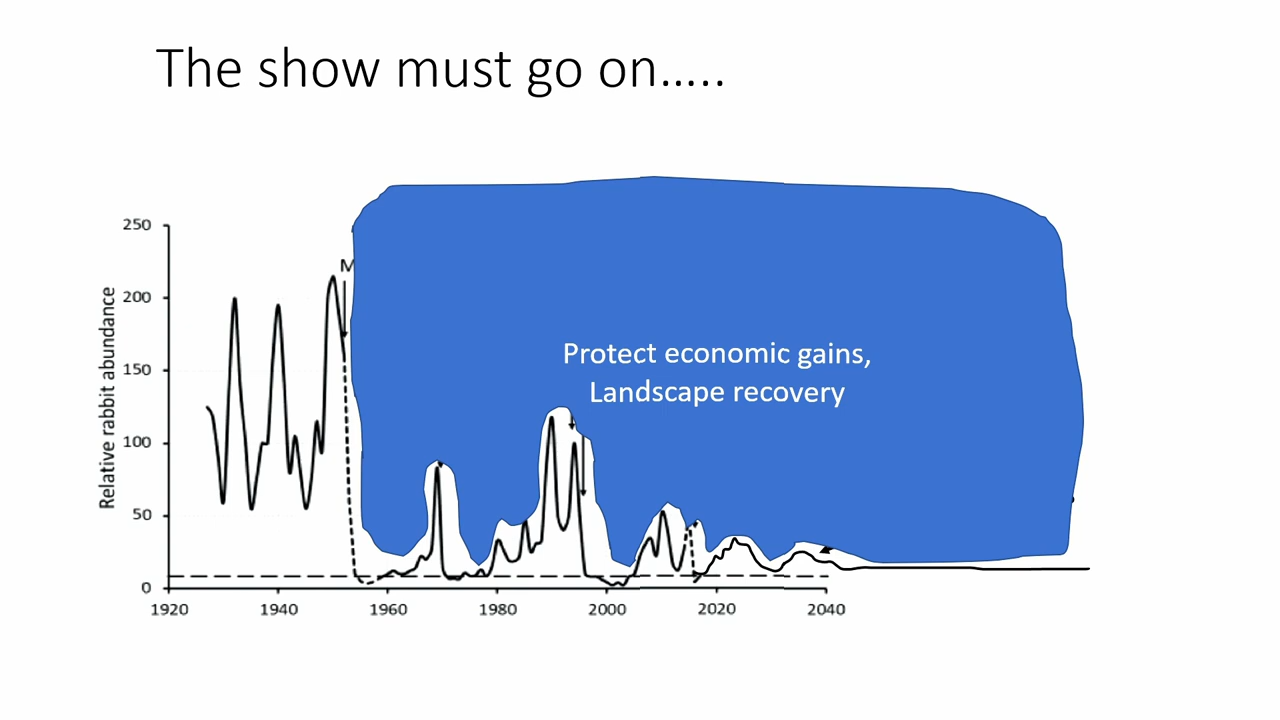 The show must go on…..
Relative rabbit abundance
250
200
150
100
50
0
M
Protect economic gains,
Landscape recovery
1920
1940
1960
1980
2000
2020
2040